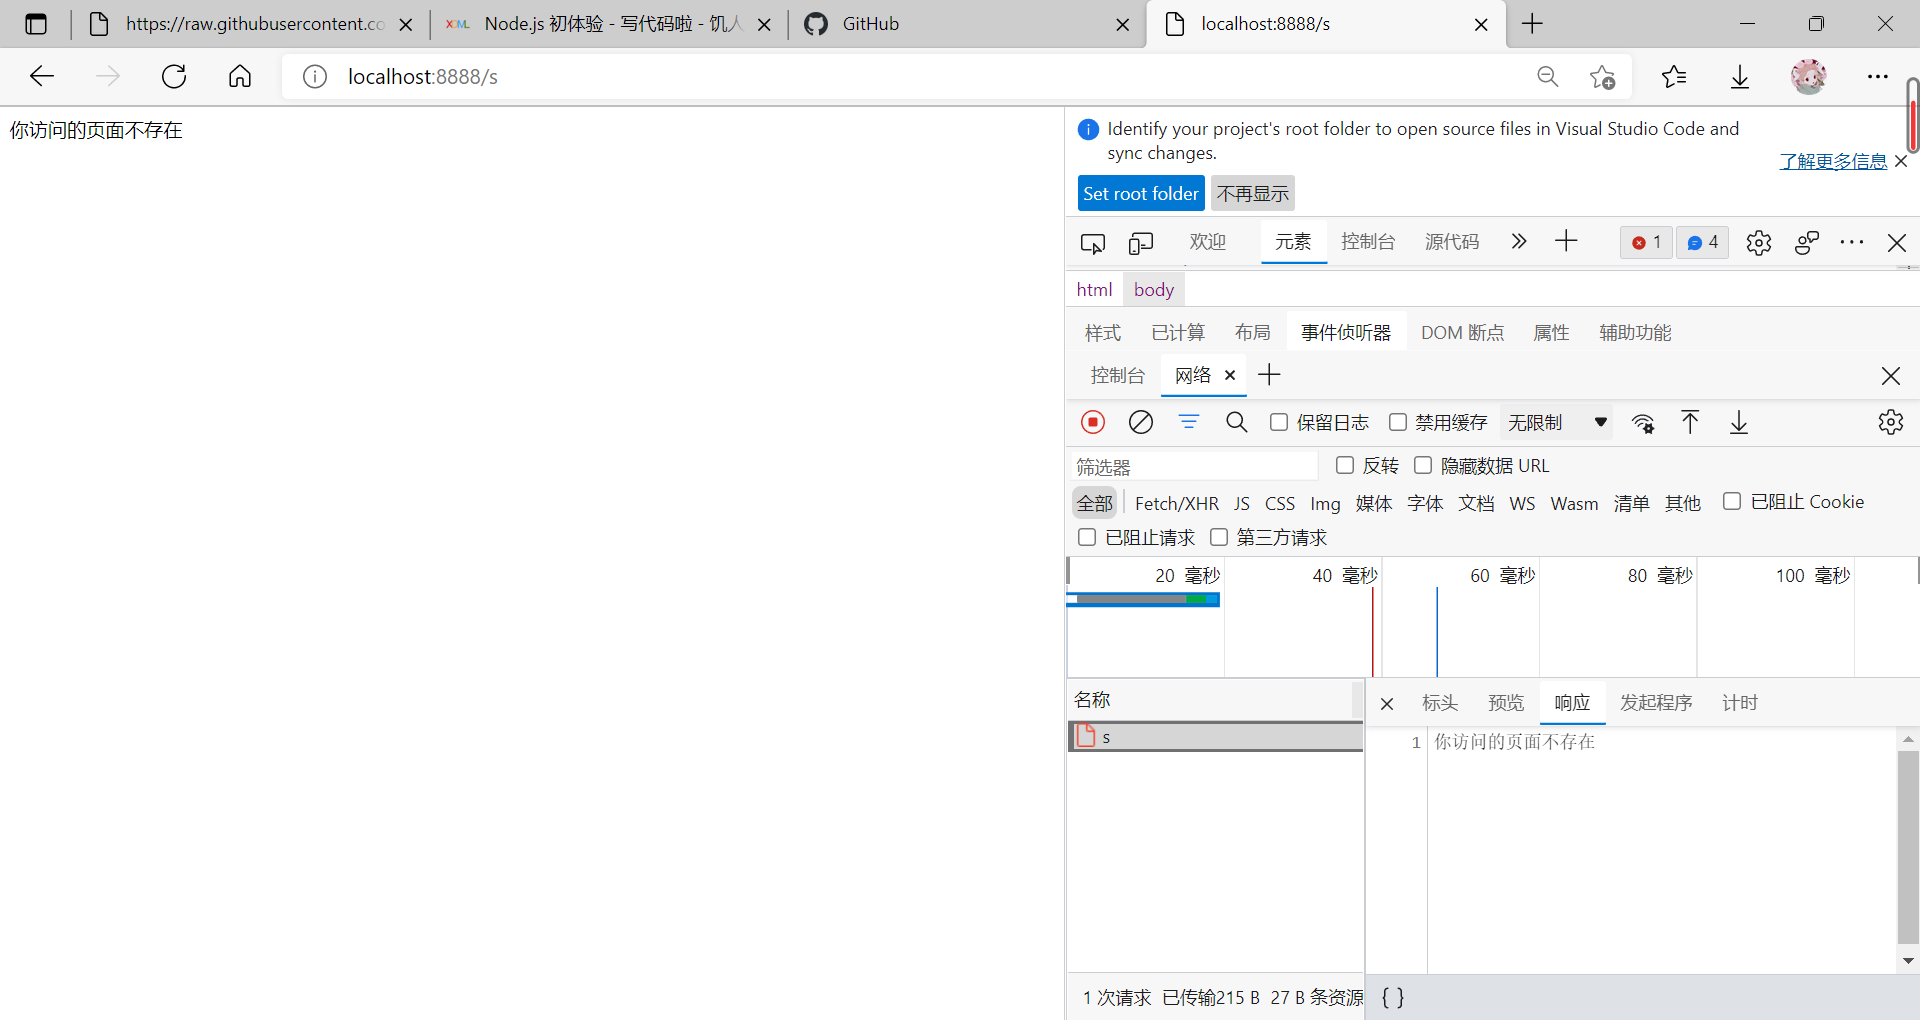 https://raw.githubusercontent.co
Node.js 初体验 - 写代码啦 - 饥人
GitHub
localhost:8888/s
localhost:8888/s
你访问的页面不存在
Identify your project's root folder to open source files in Visual Studio Code and
sync changes.
了解更多信息
Set root folder 不再显示
欢迎 元素 控制台 源代码 1 4
html body
样式 已计算 布局 事件侦听器 DOM 断点 属性 辅助功能
控制台 网络
保留日志 禁用缓存 无限制
筛选器 反转 隐藏数据 URL
全部 Fetch/XHR JS CSS Img 媒体 字体 文档 WS Wasm 清单 其他 已阻止 Cookie
已阻止请求 第三方请求
20 毫秒 40 毫秒 60 毫秒 80 毫秒 100 毫秒
名称
标头 预览 响应 发起程序 计时
s
1 你访问的页面不存在
1 次请求 已传输215 B 27 B 条资源
{ }